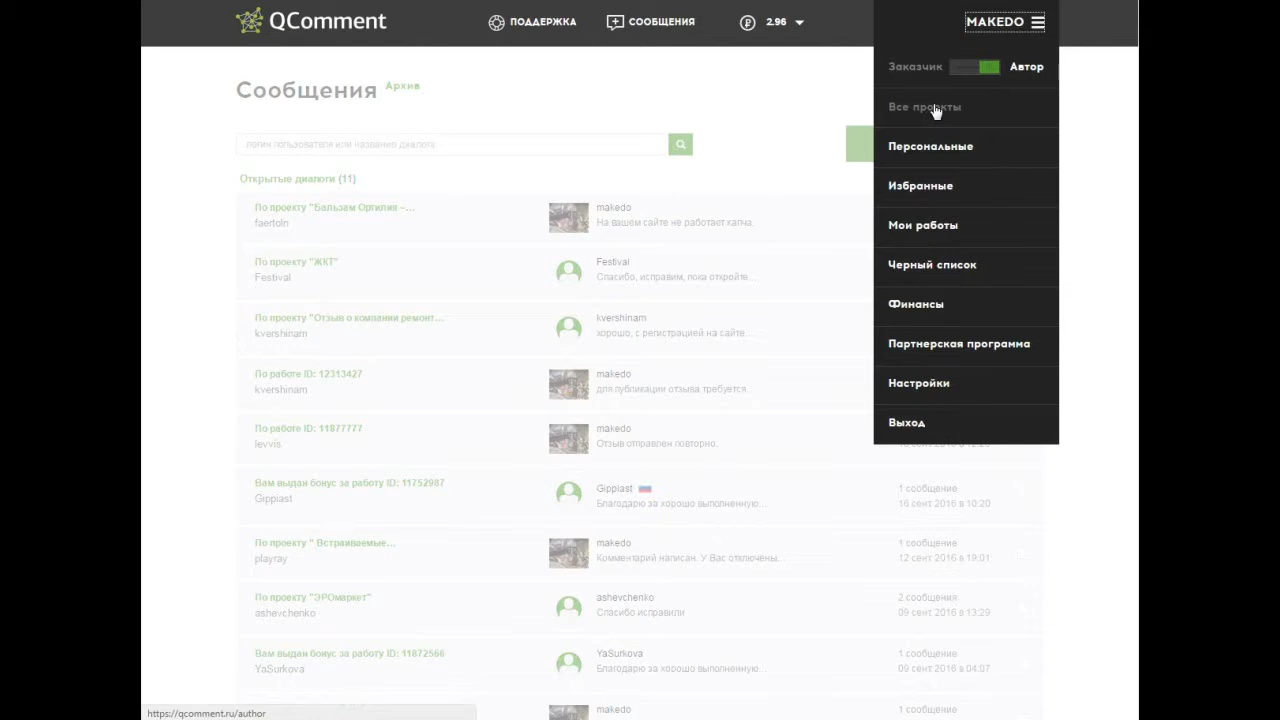 QComment
ПОДДЕРЖКА
СООБЩЕНИЯ
2.96
MAKEDO
Заказчик Автор
Все проекты
Персональные
Избранные
Мои работы
Черный список
Финансы
Партнерская программа
Настройки
Выход
Сообщения Архив
логин пользователя или название диалога
Открытые диалоги (11)
По проекту "Бальзам Оргилия –...
faertoln
makedo
На вашем сайте не работает капча.
По проекту "ЖКТ"
Festival
Festival
Спасибо, исправим, пока откройте...
По проекту "Отзыв о компании ремонт...
kvershinam
kvershinam
хорошо, с регистрацией на сайте...
По работе ID: 12313427
kvershinam
makedo
для публикации отзыва требуется...
По работе ID: 11877777
levvis
makedo
Отзыв отправлен повторно.
Вам выдан бонус за работу ID: 11752987
Gippiast
Gippiast
Благодарю за хорошо выполненную...
1 сообщение
16 сент 2016 в 10:20
По проекту " Встраиваемые...
playray
makedo
Комментарий написан. У Вас отключены...
1 сообщение
12 сент 2016 в 19:01
По проекту "ЭРОмаркет"
ashevchenko
ashevchenko
Спасибо исправили
2 сообщения
09 сент 2016 в 13:29
Вам выдан бонус за работу ID: 11872566
YaSurkova
YaSurkova
Благодарю за хорошо выполненную...
1 сообщение
09 сент 2016 в 04:07
makedo
1 сообщение
https://qcomment.ru/author